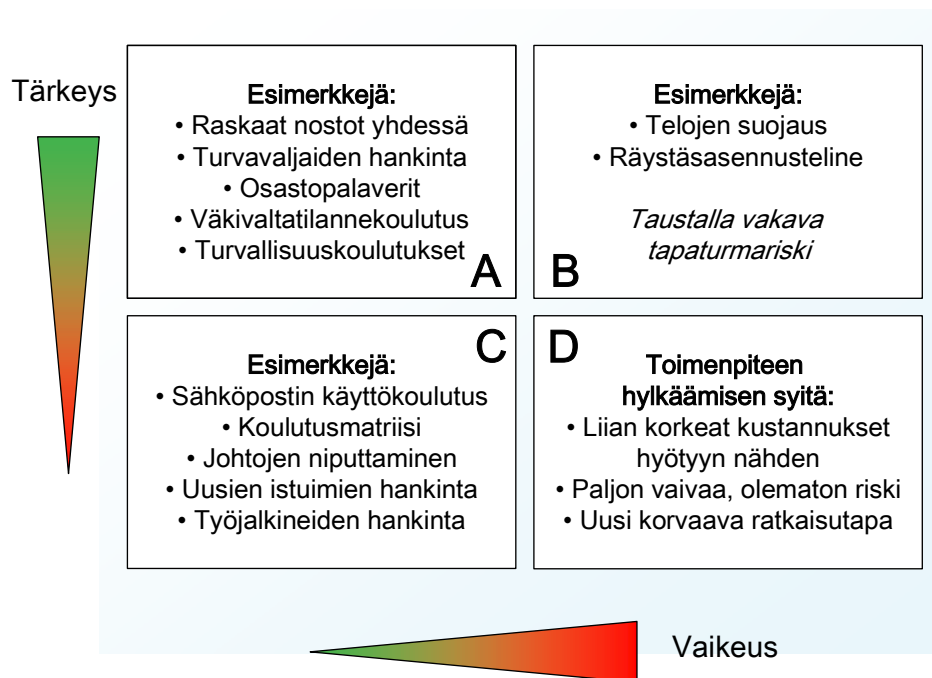 Tärkeys
Esimerkkejä:
• Raskaat nostot yhdessä
• Turvavaljaiden hankinta
• Osastopalaverit
• Väkivaltatilannekoulutus
• Turvallisuuskoulutukset
A
Esimerkkejä:
• Telojen suojaus
• Räystäsasennusteline
Taustalla vakava
tapaturmariski
B
Esimerkkejä:
C
• Sähköpostin käyttökoulutus
• Koulutusmatriisi
• Johtojen niputtaminen
• Uusien istuimien hankinta
• Työjalkineiden hankinta
D
Toimenpiteen
hylkäämisen syitä:
• Liian korkeat kustannukset
hyötyyn nähden
• Paljon vaivaa, olematon riski
• Uusi korvaava ratkaisutapa
Vaikeus